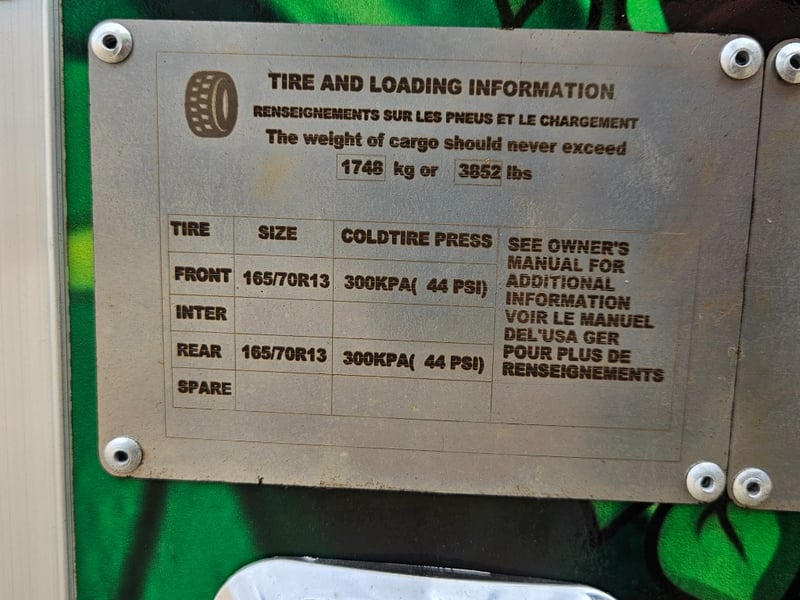 TIRE AND LOADING INFORMATION
RENSEIGNEMENTS SUR LES PNEUS ET LE CHARGEMENT
The weight of cargo should never exceed
1748 kg or 3852 lbs
TIRE SIZE COLDTIRE PRESS
FRONT 165/70R13 300KPA( 44 PSI)
INTER
REAR 165/70R13 300KPA( 44 PSI)
SPARE
SEE OWNER'S
MANUAL FOR
ADDITIONAL
INFORMATION
VOIR LE MANUEL
DEL'USA GER
POUR PLUS DE
RENSEIGNEMENTS